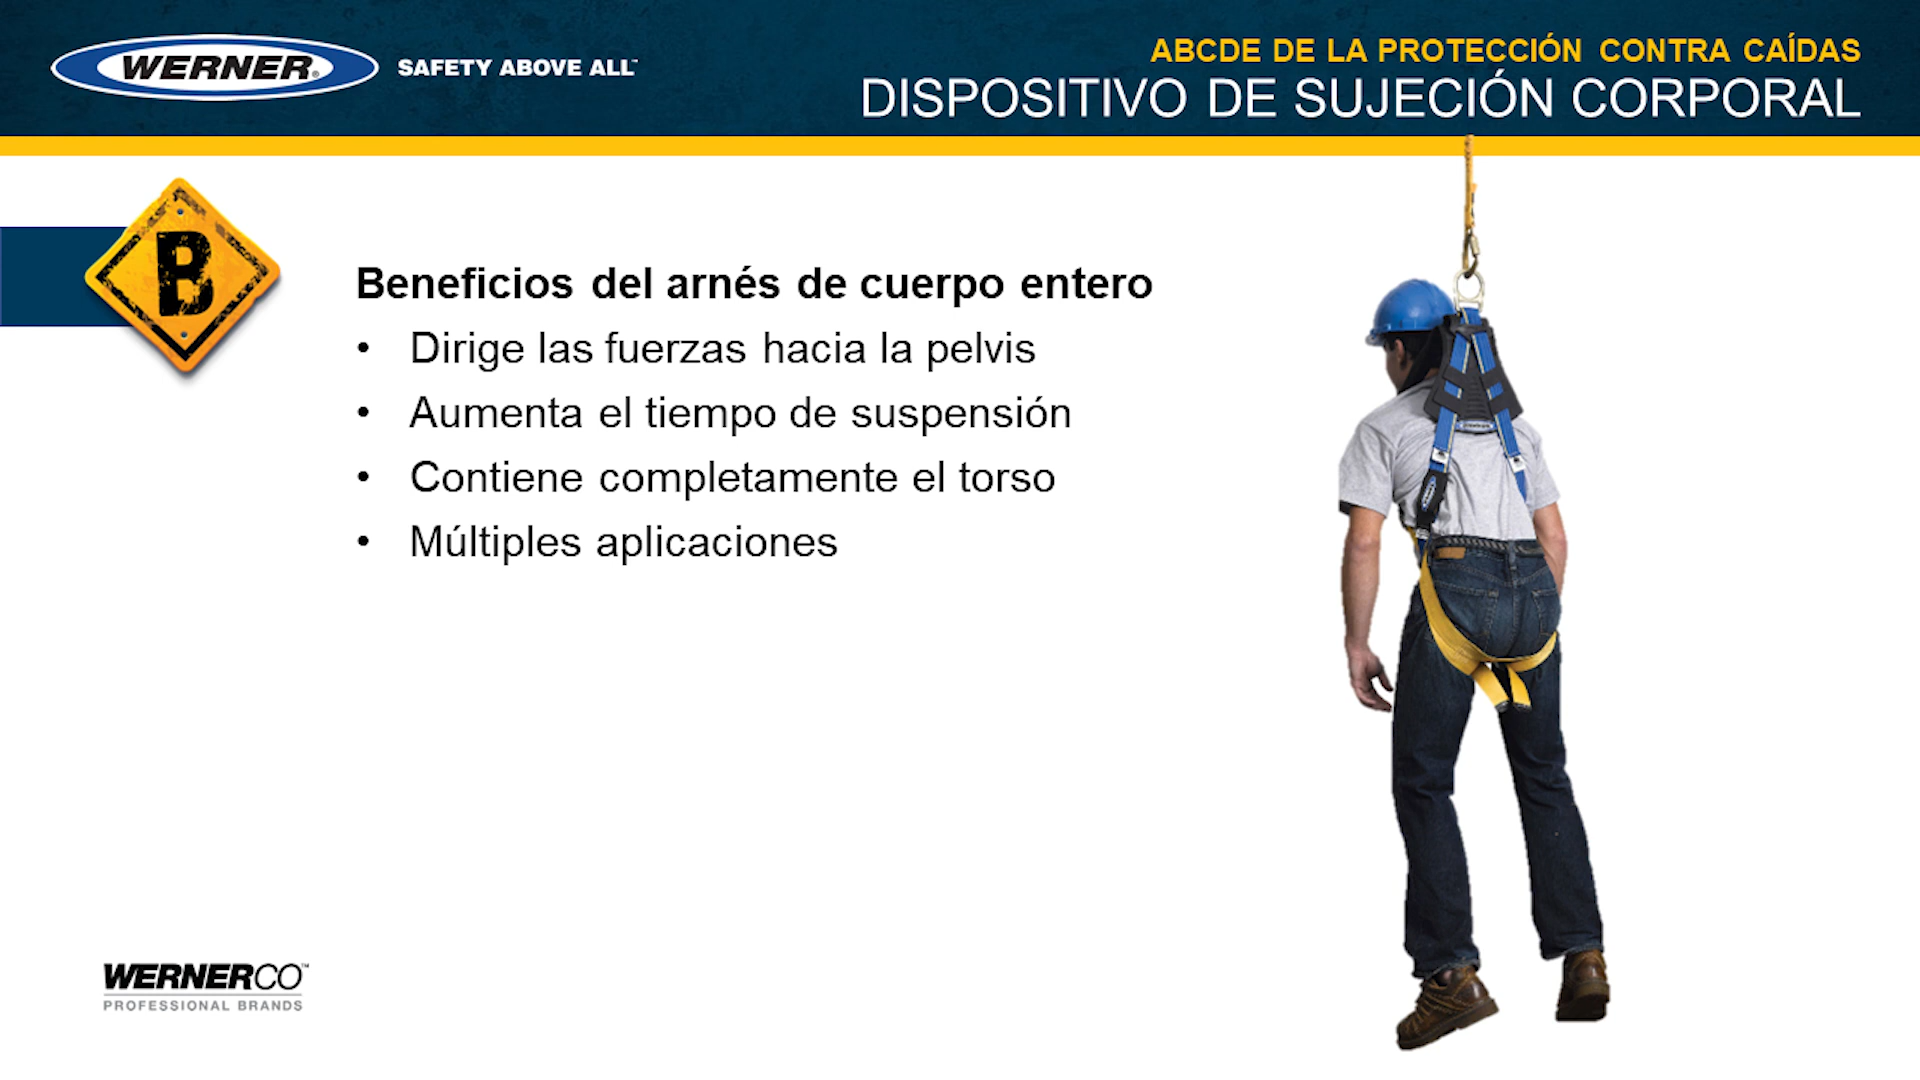 WERNER® SAFETY ABOVE ALL™
ABCDE DE LA PROTECCIÓN CONTRA CAÍDAS
DISPOSITIVO DE SUJECIÓN CORPORAL
B
Beneficios del arnés de cuerpo entero
• Dirige las fuerzas hacia la pelvis
• Aumenta el tiempo de suspensión
• Contiene completamente el torso
• Múltiples aplicaciones
WERNERCO™
PROFESSIONAL BRANDS